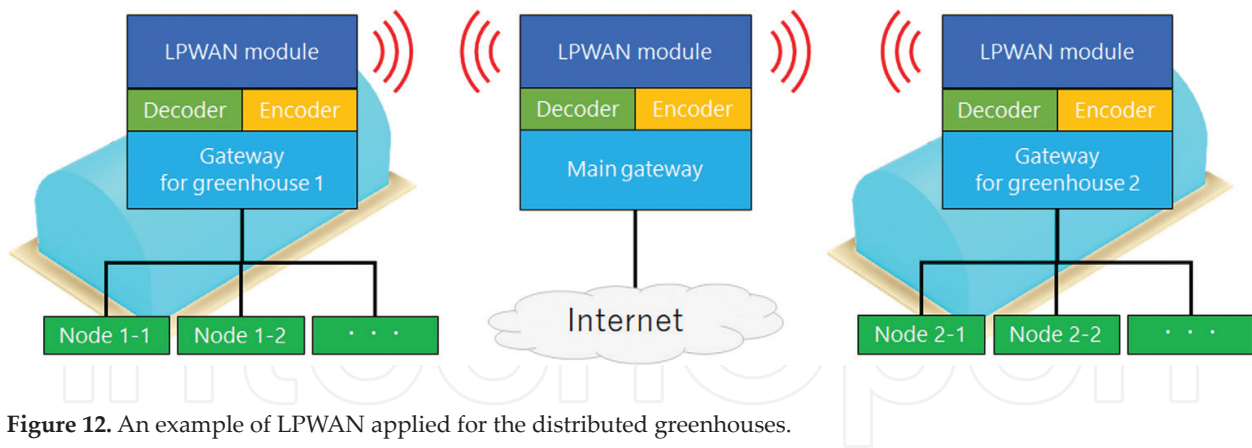 LPWAN module
Decoder
Encoder
Gateway
for greenhouse 1
Node 1-1
Node 1-2
· · ·
LPWAN module
Decoder
Encoder
Main gateway
Internet
LPWAN module
Decoder
Encoder
Gateway
for greenhouse 2
Node 2-1
Node 2-2
· · ·
Figure 12. An example of LPWAN applied for the distributed greenhouses.